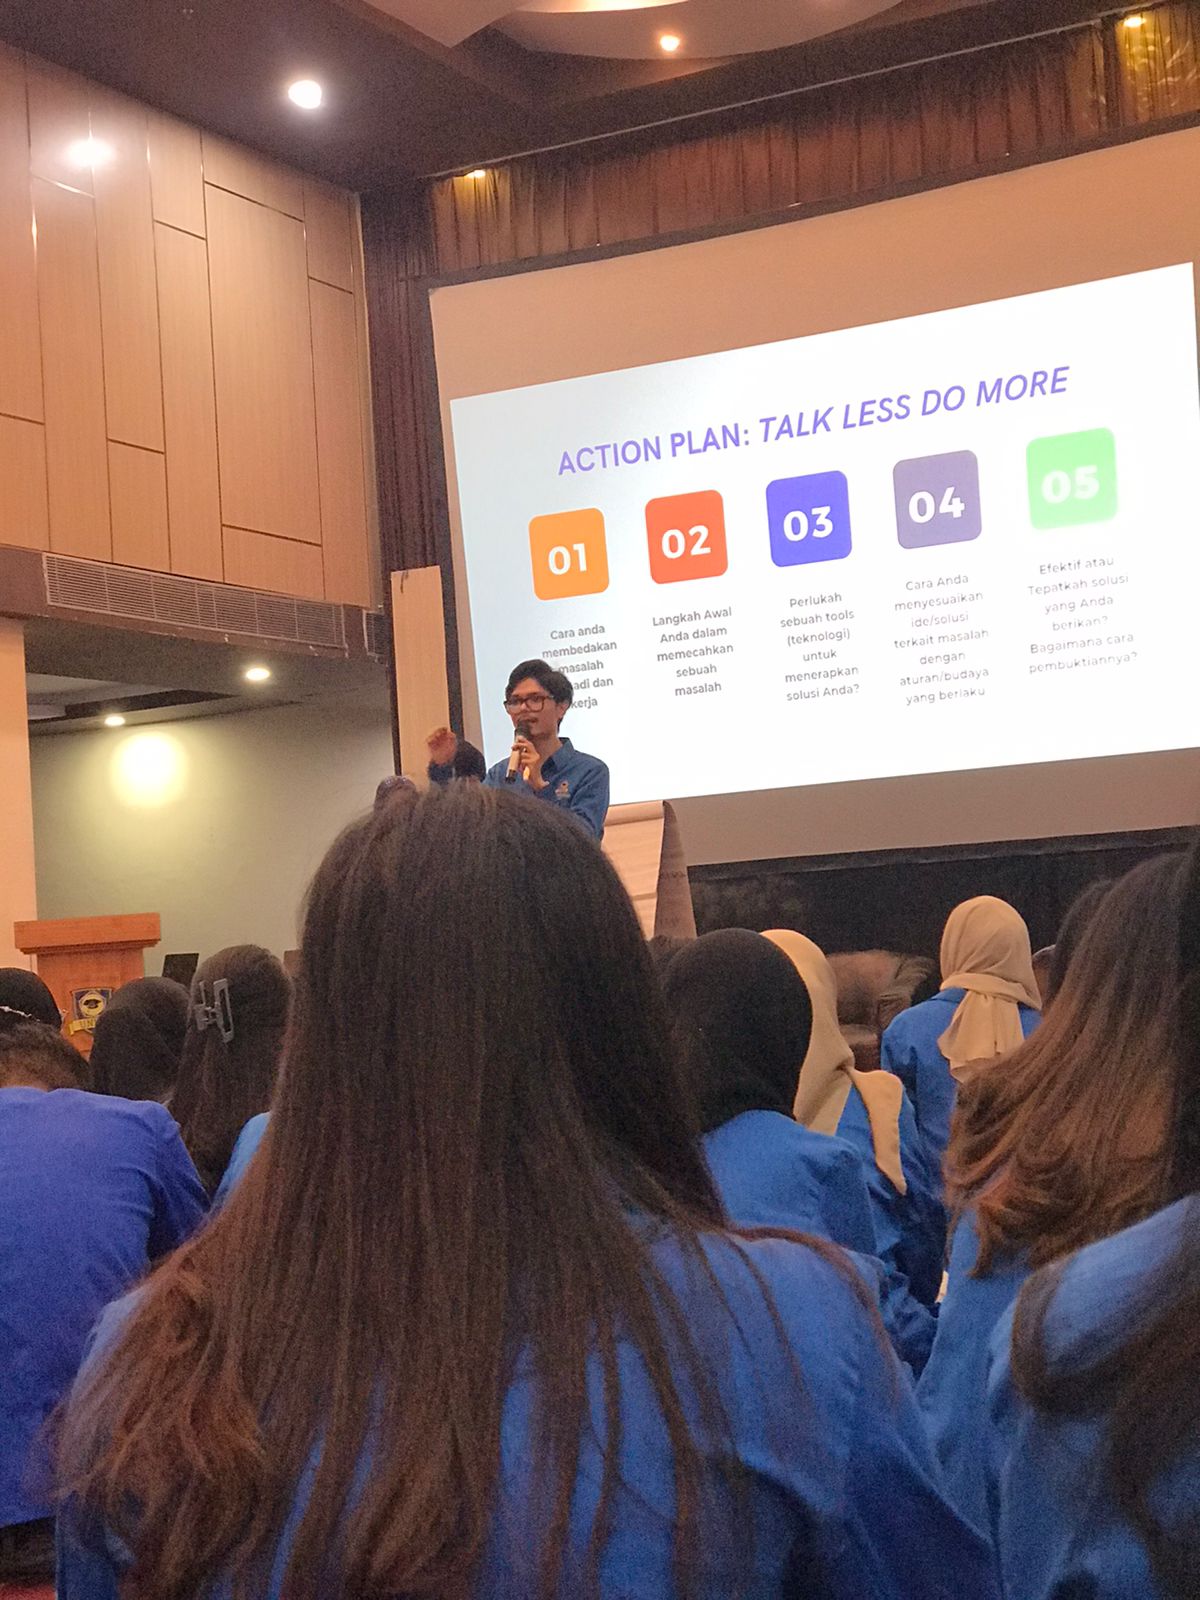 ACTION PLAN: TALK LESS DO MORE
01
Cara anda
membedakan
masalah
dan
kerja
02
Langkah Awal
Anda dalam
memecahkan
sebuah
masalah
03
Perlukah
sebuah tools
(teknologi)
untuk
menerapkan
solusi Anda?
04
Cara Anda
menyesuaikan
ide/solusi
terkait masalah
dengan
aturan/budaya
yang berlaku
05
Efektif atau
Tepatkah solusi
yang Anda
berikan?
Bagaimana cara
pembuktiannya?